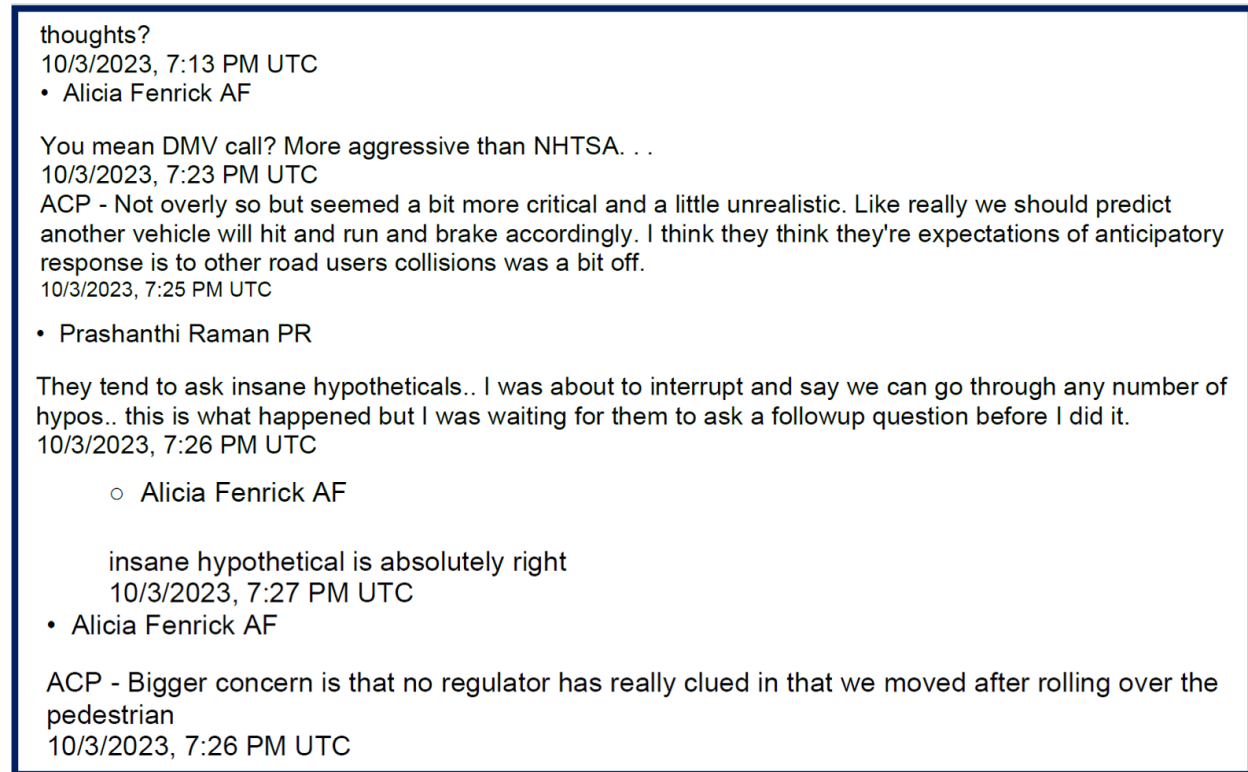 thoughts?
10/3/2023, 7:13 PM UTC
• Alicia Fenrick AF
You mean DMV call? More aggressive than NHTSA. . .
10/3/2023, 7:23 PM UTC
ACP - Not overly so but seemed a bit more critical and a little unrealistic. Like really we should predict
another vehicle will hit and run and brake accordingly. I think they think they're expectations of anticipatory
response is to other road users collisions was a bit off.
10/3/2023, 7:25 PM UTC
• Prashanthi Raman PR
They tend to ask insane hypotheticals.. I was about to interrupt and say we can go through any number of
hypos.. this is what happened but I was waiting for them to ask a followup question before I did it.
10/3/2023, 7:26 PM UTC
○ Alicia Fenrick AF
insane hypothetical is absolutely right
10/3/2023, 7:27 PM UTC
• Alicia Fenrick AF
ACP - Bigger concern is that no regulator has really clued in that we moved after rolling over the
pedestrian
10/3/2023, 7:26 PM UTC